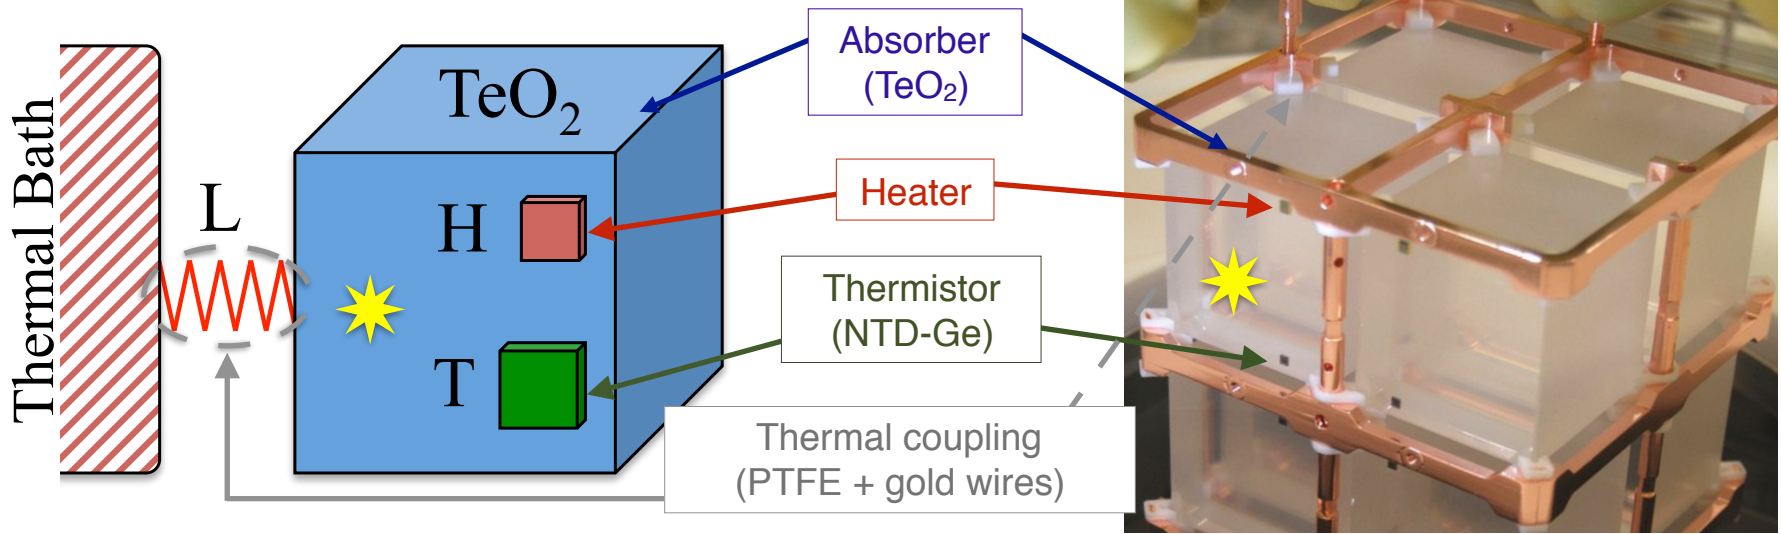 Thermal Bath
L
TeO₂
H
T
Absorber
(TeO₂)
Heater
Thermistor
(NTD-Ge)
Thermal coupling
(PTFE + gold wires)